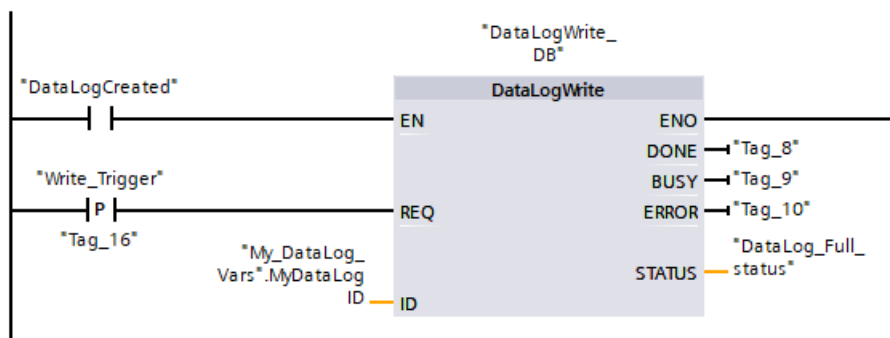 "DataLogWrite_
DB"
"DataLogCreated"
DataLogWrite
EN
ENO
DONE
"Tag_8"
"Write_Trigger"
BUSY
"Tag_9"
P
REQ
ERROR
"Tag_10"
"Tag_16"
"My_DataLog_
Vars".MyDataLog
ID
ID
STATUS
"DataLog_Full_
status"